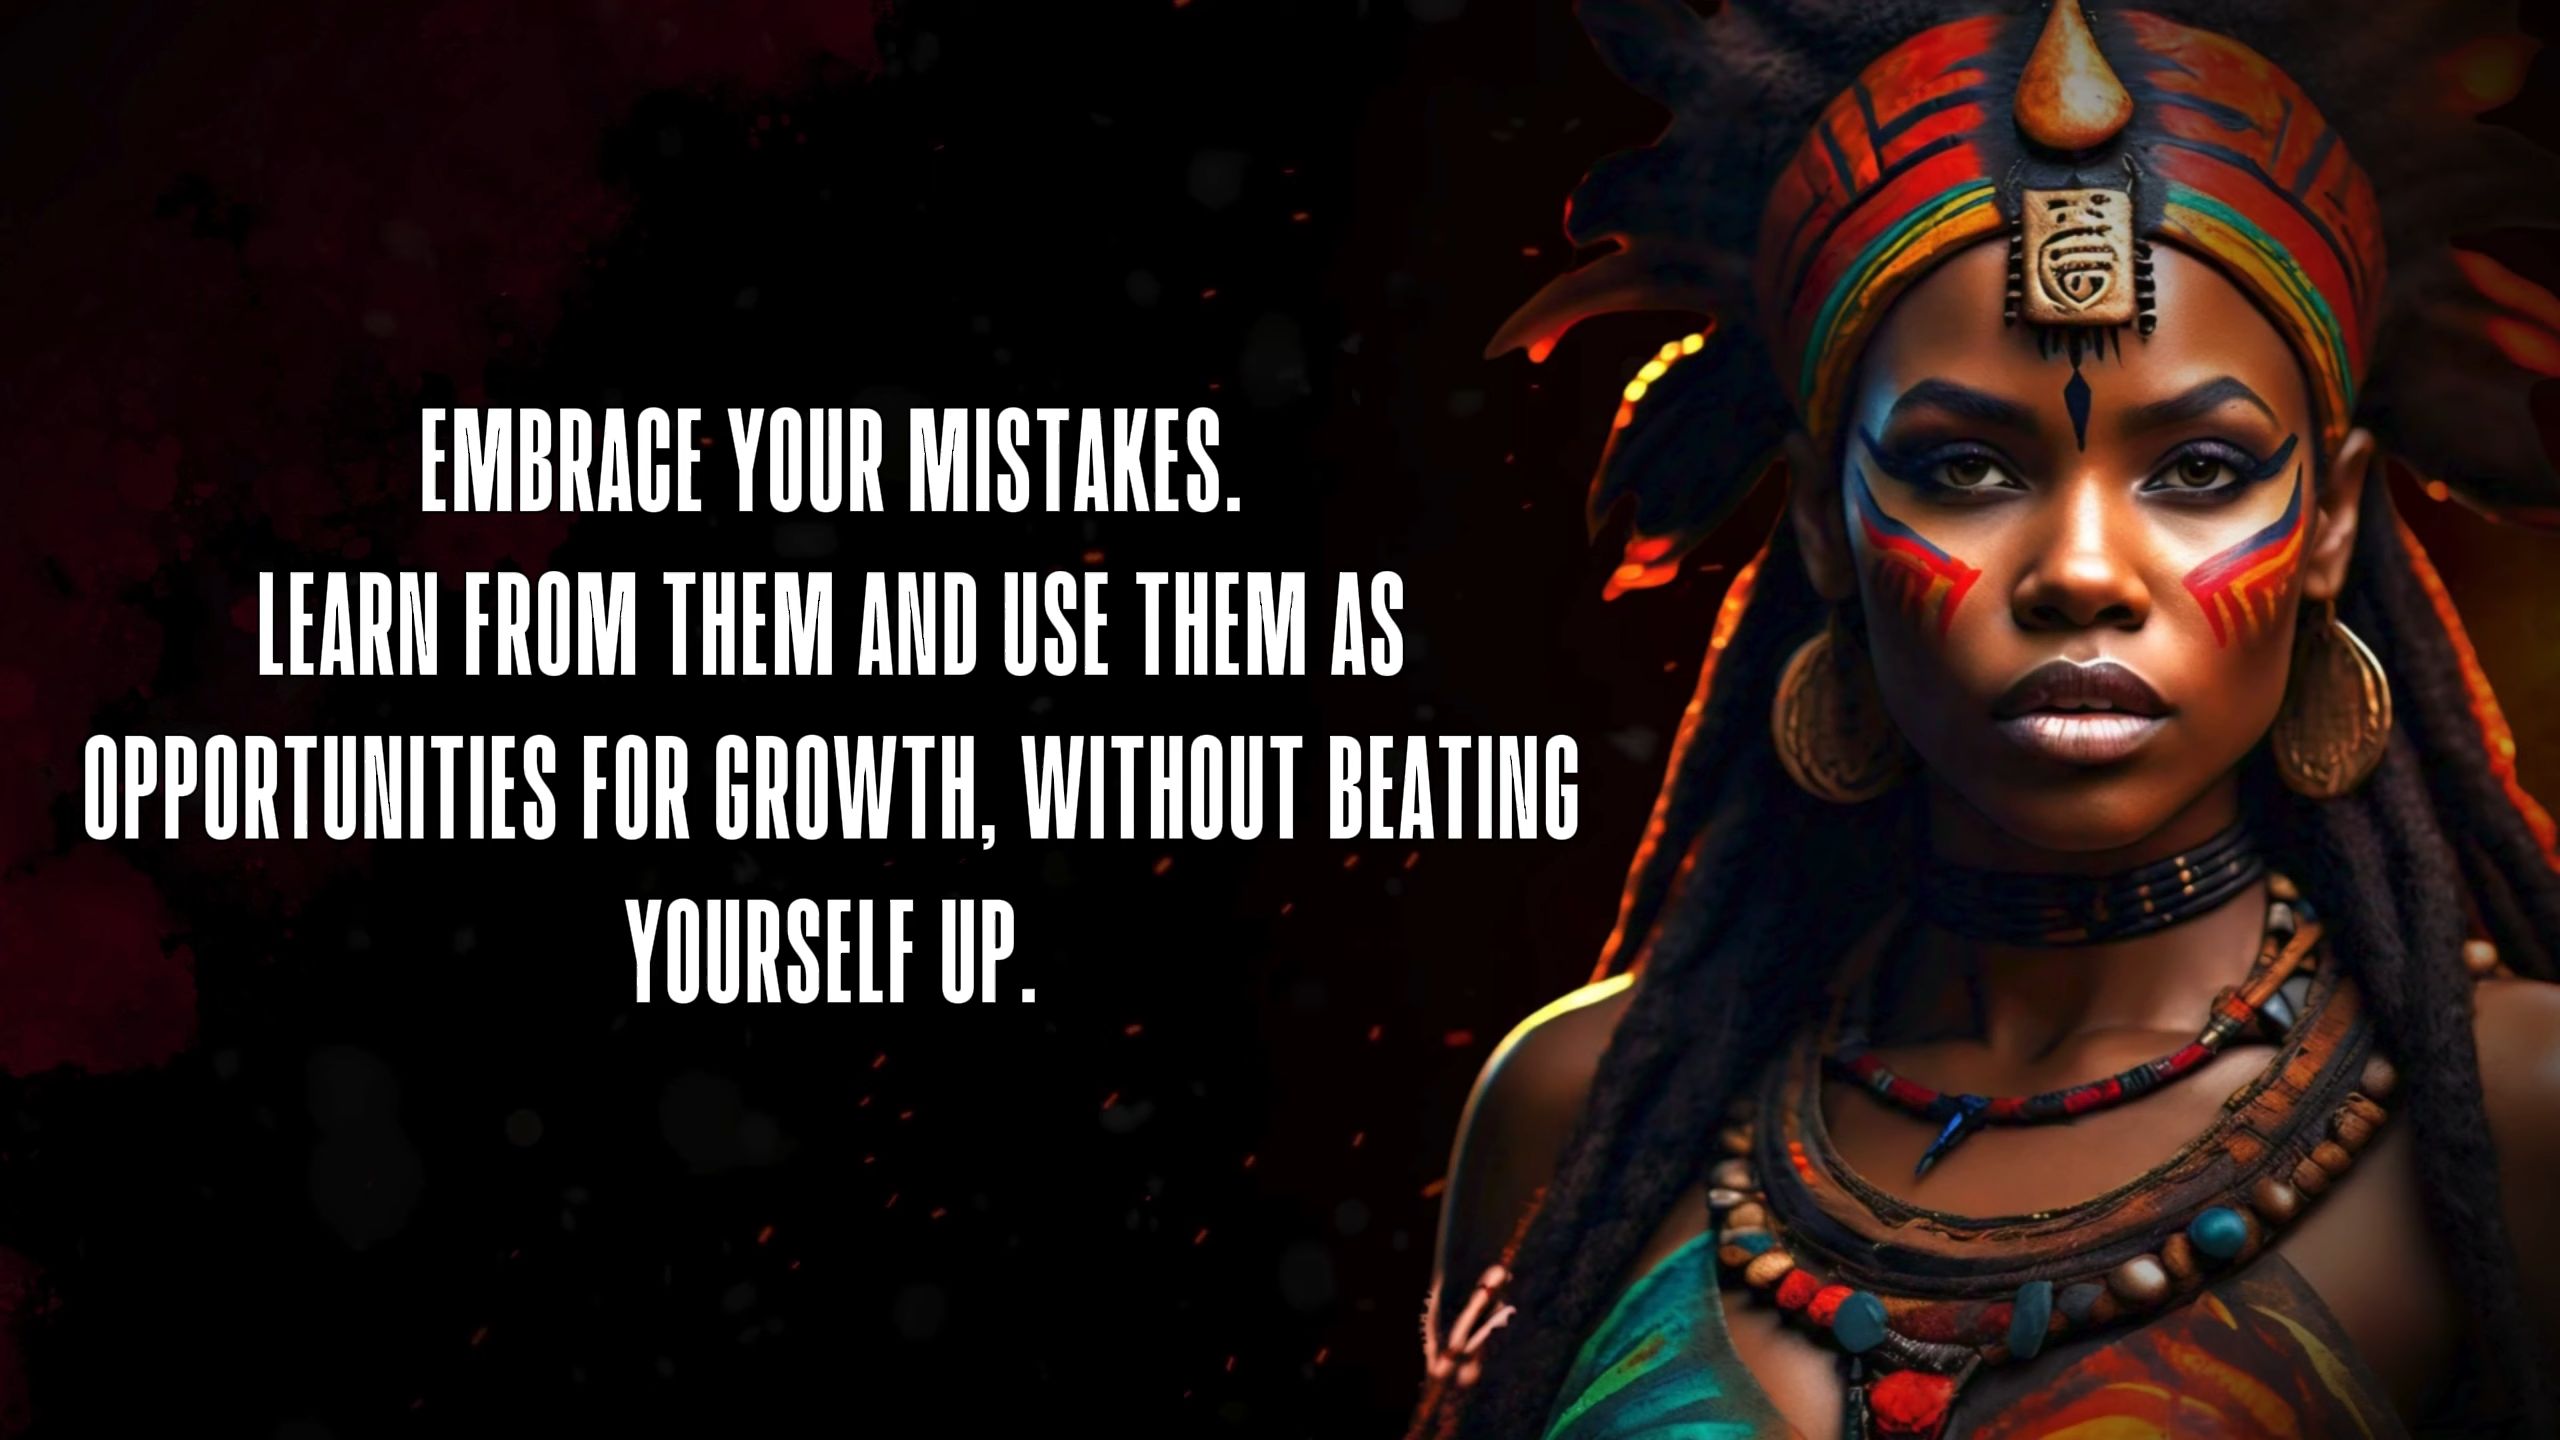 EMBRACE YOUR MISTAKES.
LEARN FROM THEM AND USE THEM AS
OPPORTUNITIES FOR GROWTH, WITHOUT BEATING
YOURSELF UP.